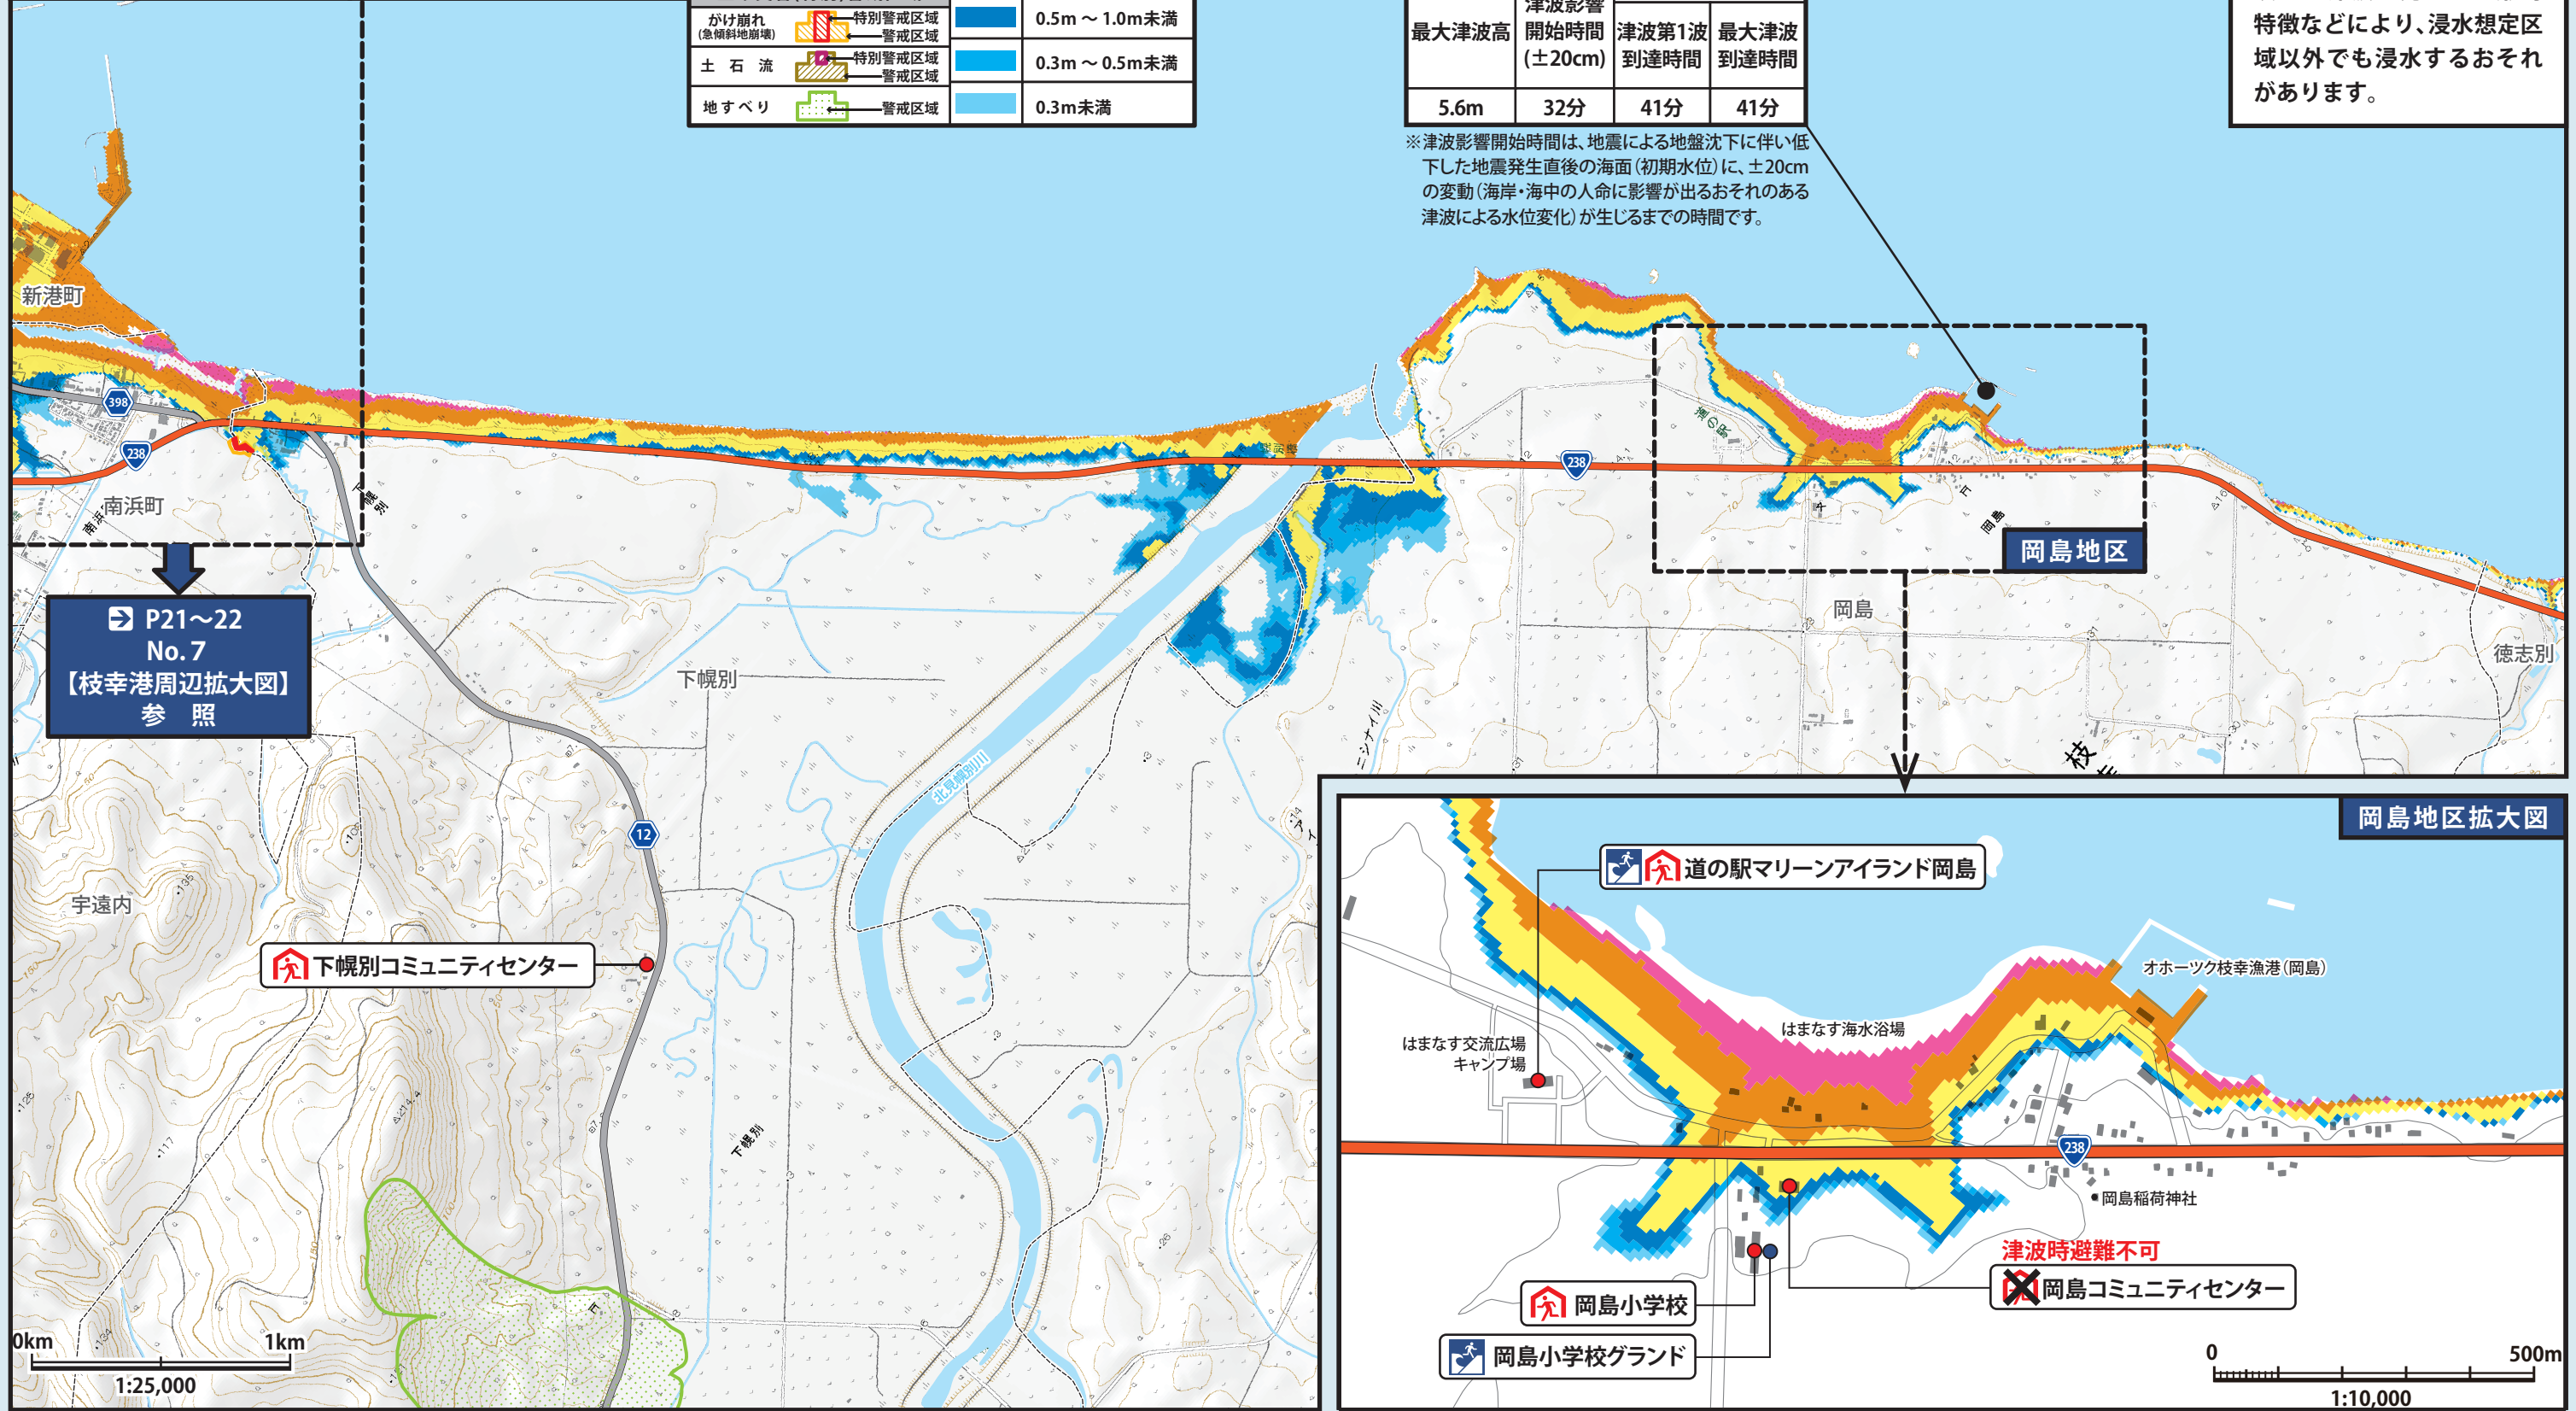 がけ崩れ
(急傾斜地崩壊)
特別警戒区域
警戒区域
土 石 流
特別警戒区域
警戒区域
地すべり
警戒区域
0.5m ～ 1.0m未満
0.3m ～ 0.5m未満
0.3m未満
最大津波高
津波影響
開始時間
(±20cm)
津波第1波
到達時間
最大津波
到達時間
5.6m
32分
41分
41分
※津波影響開始時間は、地震による地盤沈下に伴い低
下した地震発生直後の海面（初期水位）に、±20cm
の変動（海岸・海中の人命に影響が出るおそれのある
津波による水位変化）が生じるまでの時間です。
特徴などにより、浸水想定区
域以外でも浸水するおそれ
があります。
新港町
398
238
南浜町
南浜
下幌別
238
道の駅
岡島
岡島地区
岡島
徳志別
枝
P21～22
No. 7
【枝幸港周辺拡大図】
参 照
下幌別
北見幌別川
ニシナイ川
12
宇遠内
下幌別コミュニティセンター
下幌別
0km
1km
1:25,000
岡島地区拡大図
道の駅マリーンアイランド岡島
オホーツク枝幸漁港（岡島）
はまなす海水浴場
はまなす交流広場
キャンプ場
238
岡島稲荷神社
津波時避難不可
岡島コミュニティセンター
岡島小学校
岡島小学校グランド
0
500m
1:10,000